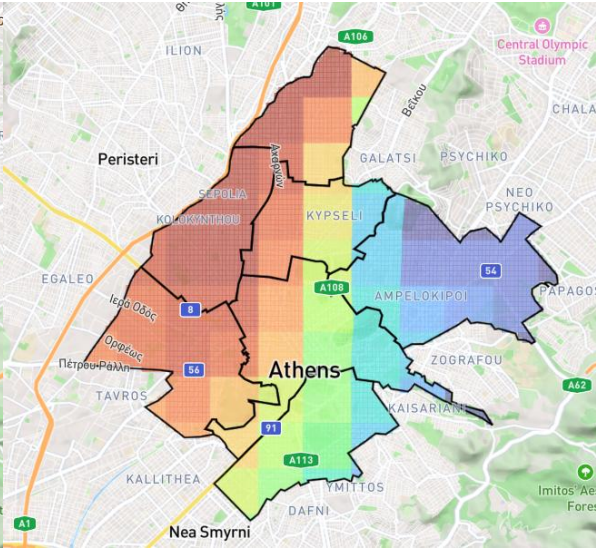 A101
A106
Central Olympic
Stadium
ILION
Βεΐκου
CHALA
Peristeri
Αχαρνών
GALATSI
PSYCHIKO
SEPOLIA
NEO
PSYCHIKO
KOLOKYNTHOU
KYPSELI
EGALEO
54
A108
AMPELOKIPOI
PAPAGOS
Ιερά Οδός
8
Ορφέως
Πέτρου Ράλλη
56
Athens
ZOGRAFOU
A62
TAVROS
KAISARIANI
91
A113
KALLITHEA
YMITTOS
Imitos Aes
Fores
DAFNI
A1
Nea Smyrni